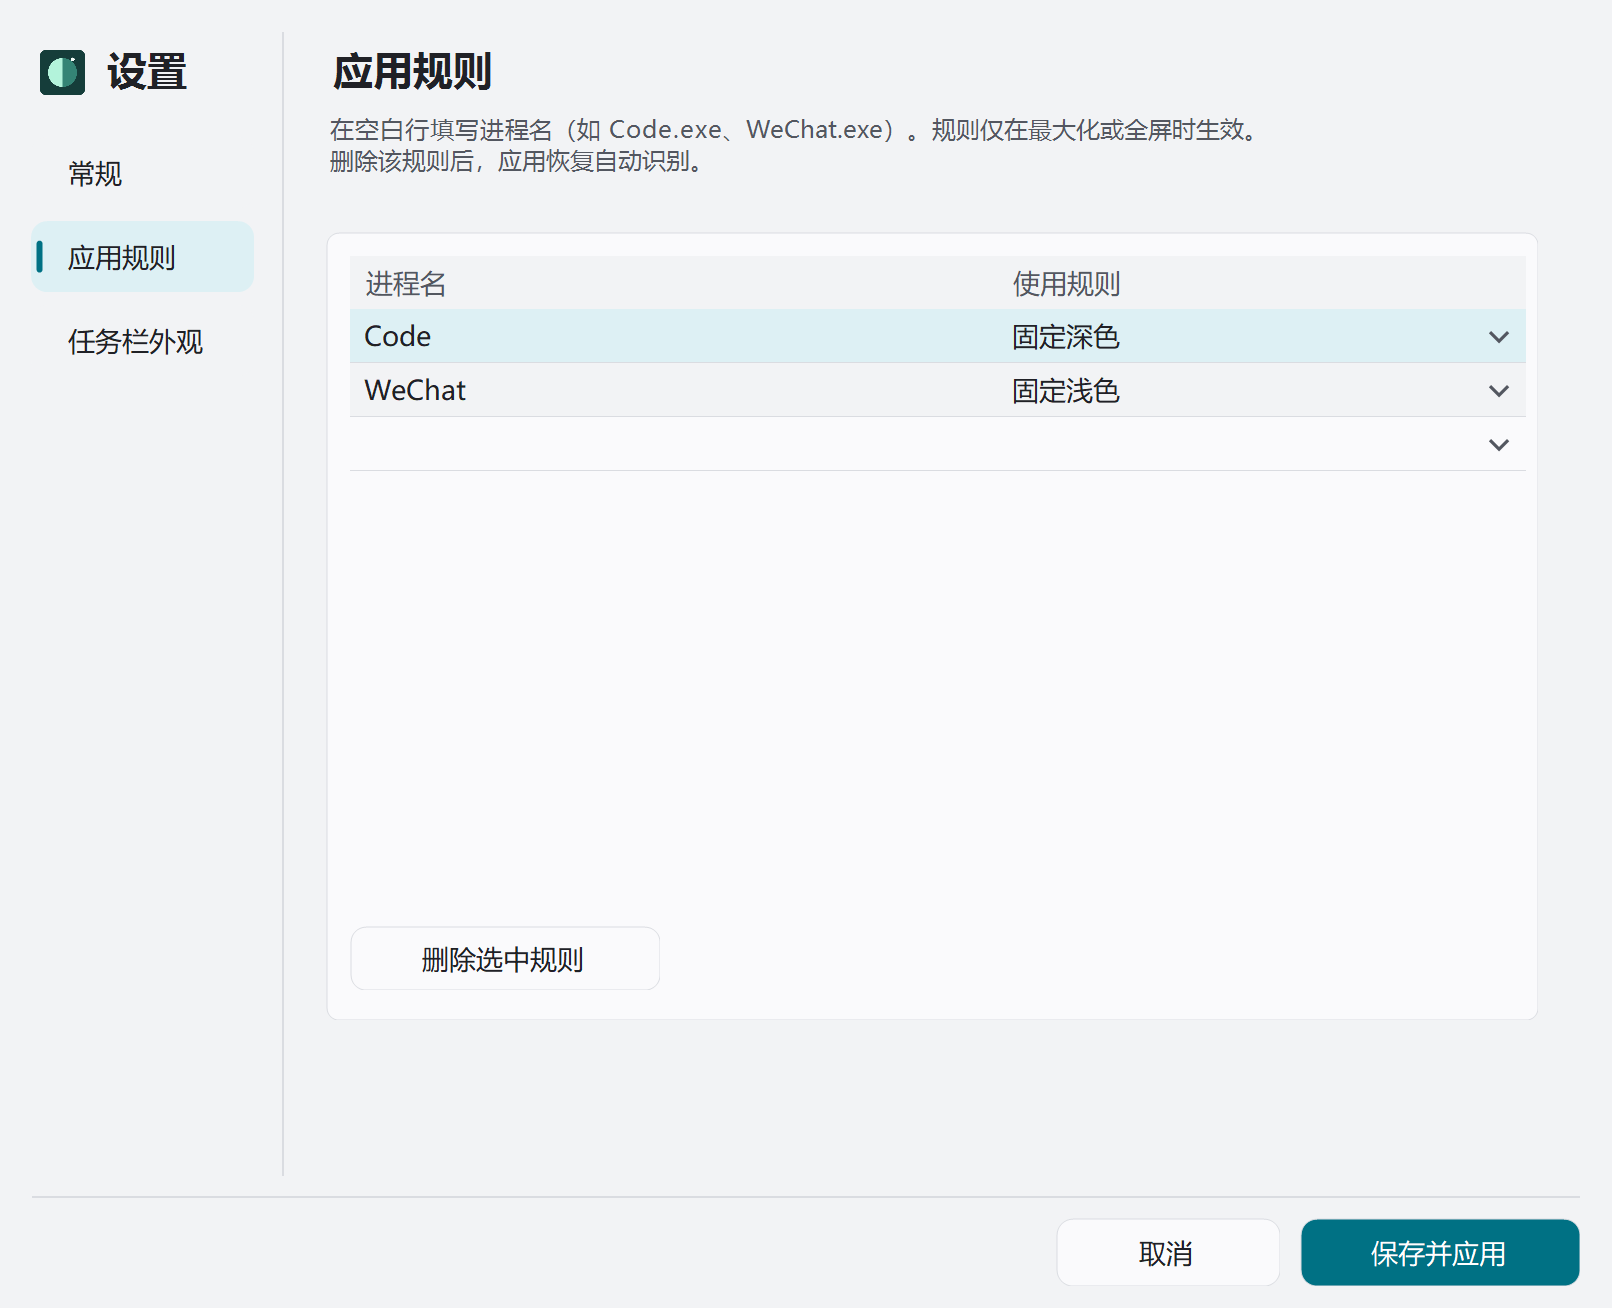 设置
常规
应用规则
任务栏外观
应用规则
在空白行填写进程名（如 Code.exe、WeChat.exe）。规则仅在最大化或全屏时生效。
删除该规则后，应用恢复自动识别。
进程名 使用规则
Code 固定深色
WeChat 固定浅色
删除选中规则
取消 保存并应用